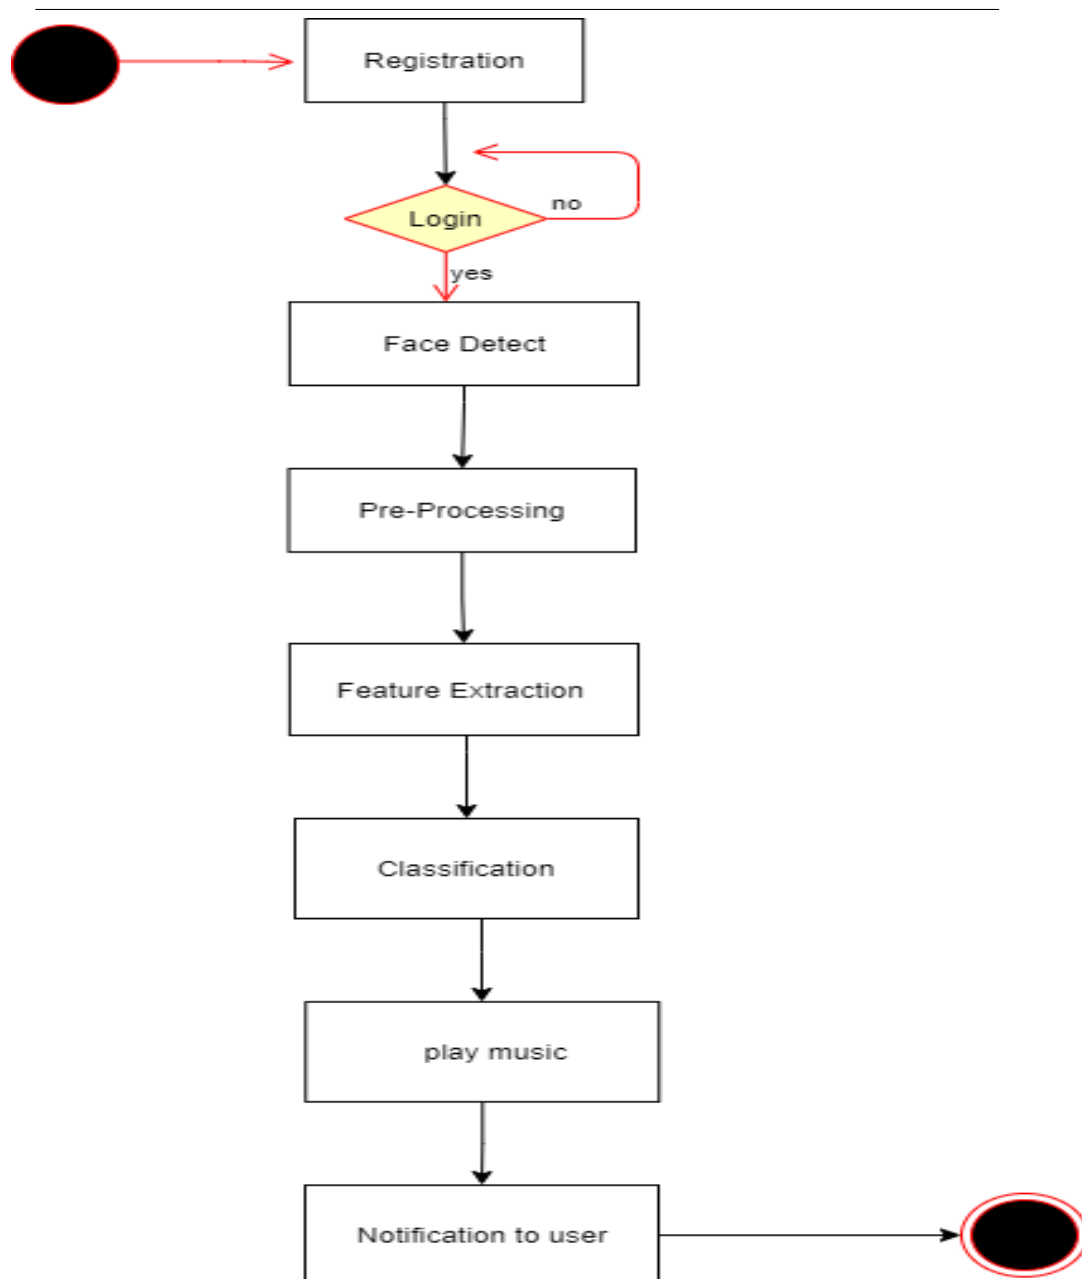 Registration
Login
no
yes
Face Detect
Pre-Processing
Feature Extraction
Classification
play music
Notification to user